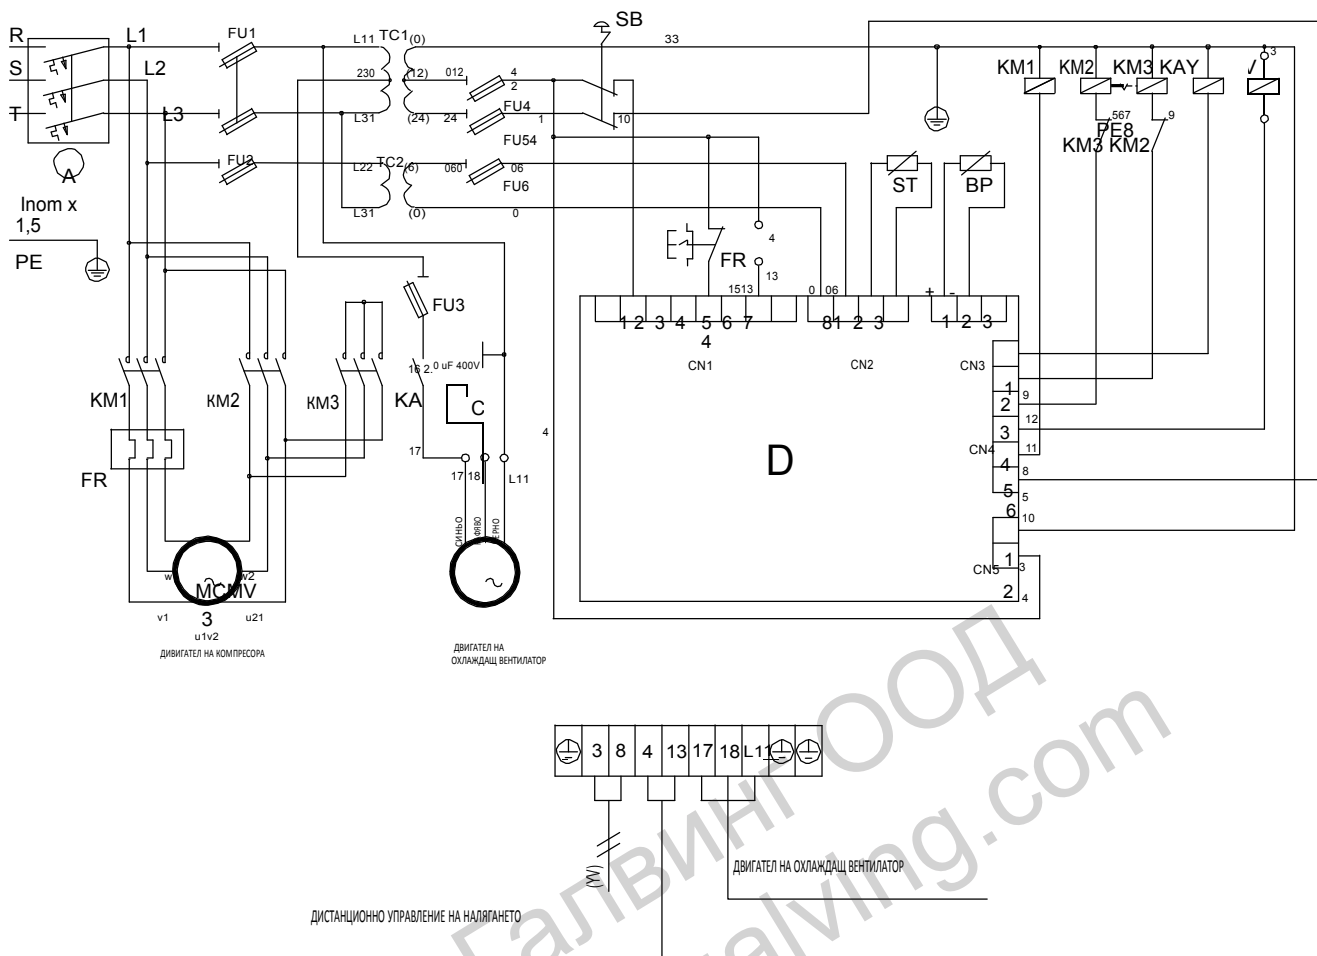 R L1 FU1 L11 TC1 (0) SB 33 3
S L2 230 (12) 012 4 2 KM1 KM2 KM3 KAY
T L3 L31 (24) 24 FU4 1 10 567 9
FU54 PE8
KM3 KM2
A FU2 L22 TC2 (6) 060 06 ST BP
FU6
Inom x L31 (0) 0
1,5
PE FR 4
13
FU3 1513 0 06 + -
1 2 3 4 5 6 7 8 1 2 3 1 2 3
4
16 2. 0 uF 400V CN1 CN2 CN3
KM1 KM2 KM3 KA C 1
2 9
12
4 3
17 D CN4 11
FR 17 18 L11 4 8
5 5
6 10
СИНЬО
w w2 1
MCMV CN5 3
v1 3 u21 2 4
u1v2
ДИВИГАТЕЛ НА КОМПРЕСОРА
ДВИГАТЕЛ НА
ОХЛАЖДАЩ ВЕНТИЛАТОР
3 8 4 13 17 18 L11
(YV)
ДВИГАТЕЛ НА ОХЛАЖДАЩ ВЕНТИЛАТОР
ДИСТАНЦИОННО УПРАВЛЕНИЕ НА НАЛЯГАНЕТО
Галвинг ООД
galving.com